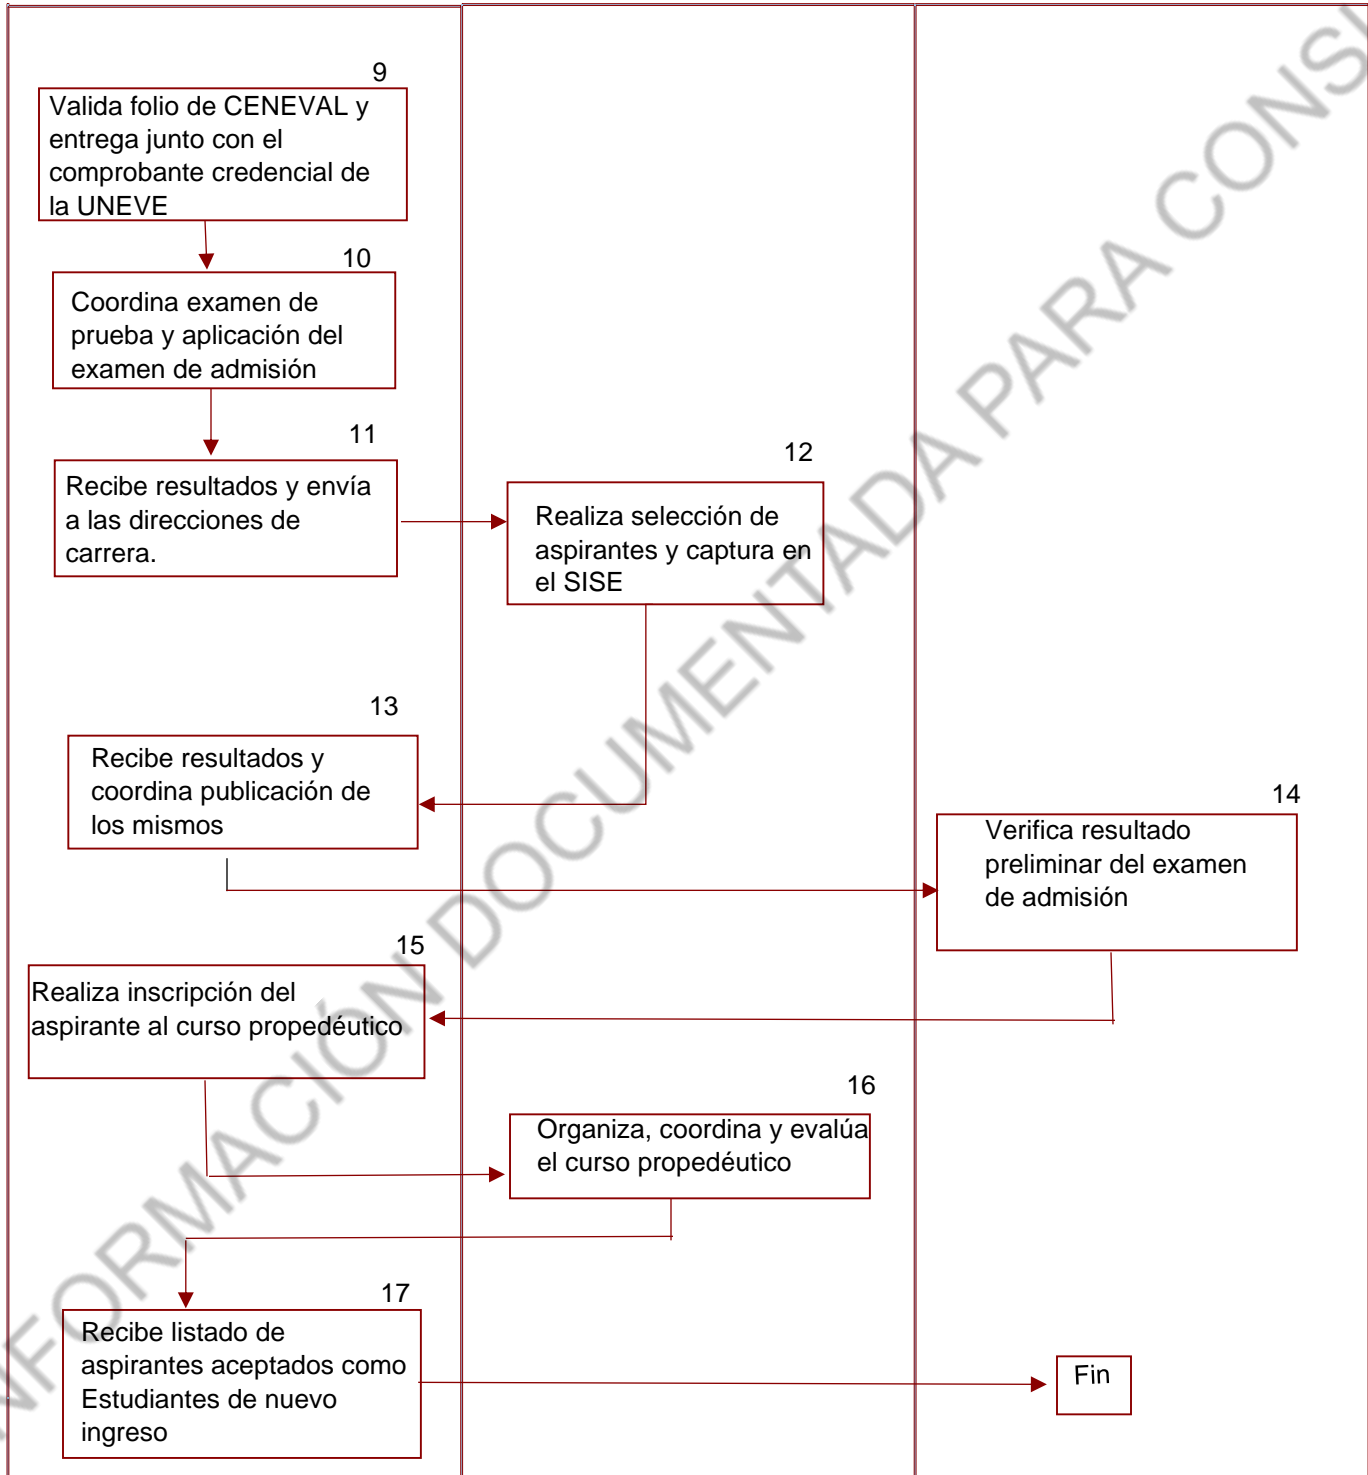 9
Valida folio de CENEVAL y
entrega junto con el
comprobante credencial de
la UNEVE
10
Coordina examen de
prueba y aplicación del
examen de admisión
11
Recibe resultados y envía
a las direcciones de
carrera.
12
Realiza selección de
aspirantes y captura en
el SISE
13
Recibe resultados y
coordina publicación de
los mismos
14
Verifica resultado
preliminar del examen
de admisión
15
Realiza inscripción del
aspirante al curso propedéutico
16
Organiza, coordina y evalúa
el curso propedéutico
17
Recibe listado de
aspirantes aceptados como
Estudiantes de nuevo
ingreso
Fin
INFORMACIÓN DOCUMENTADA PARA CONS